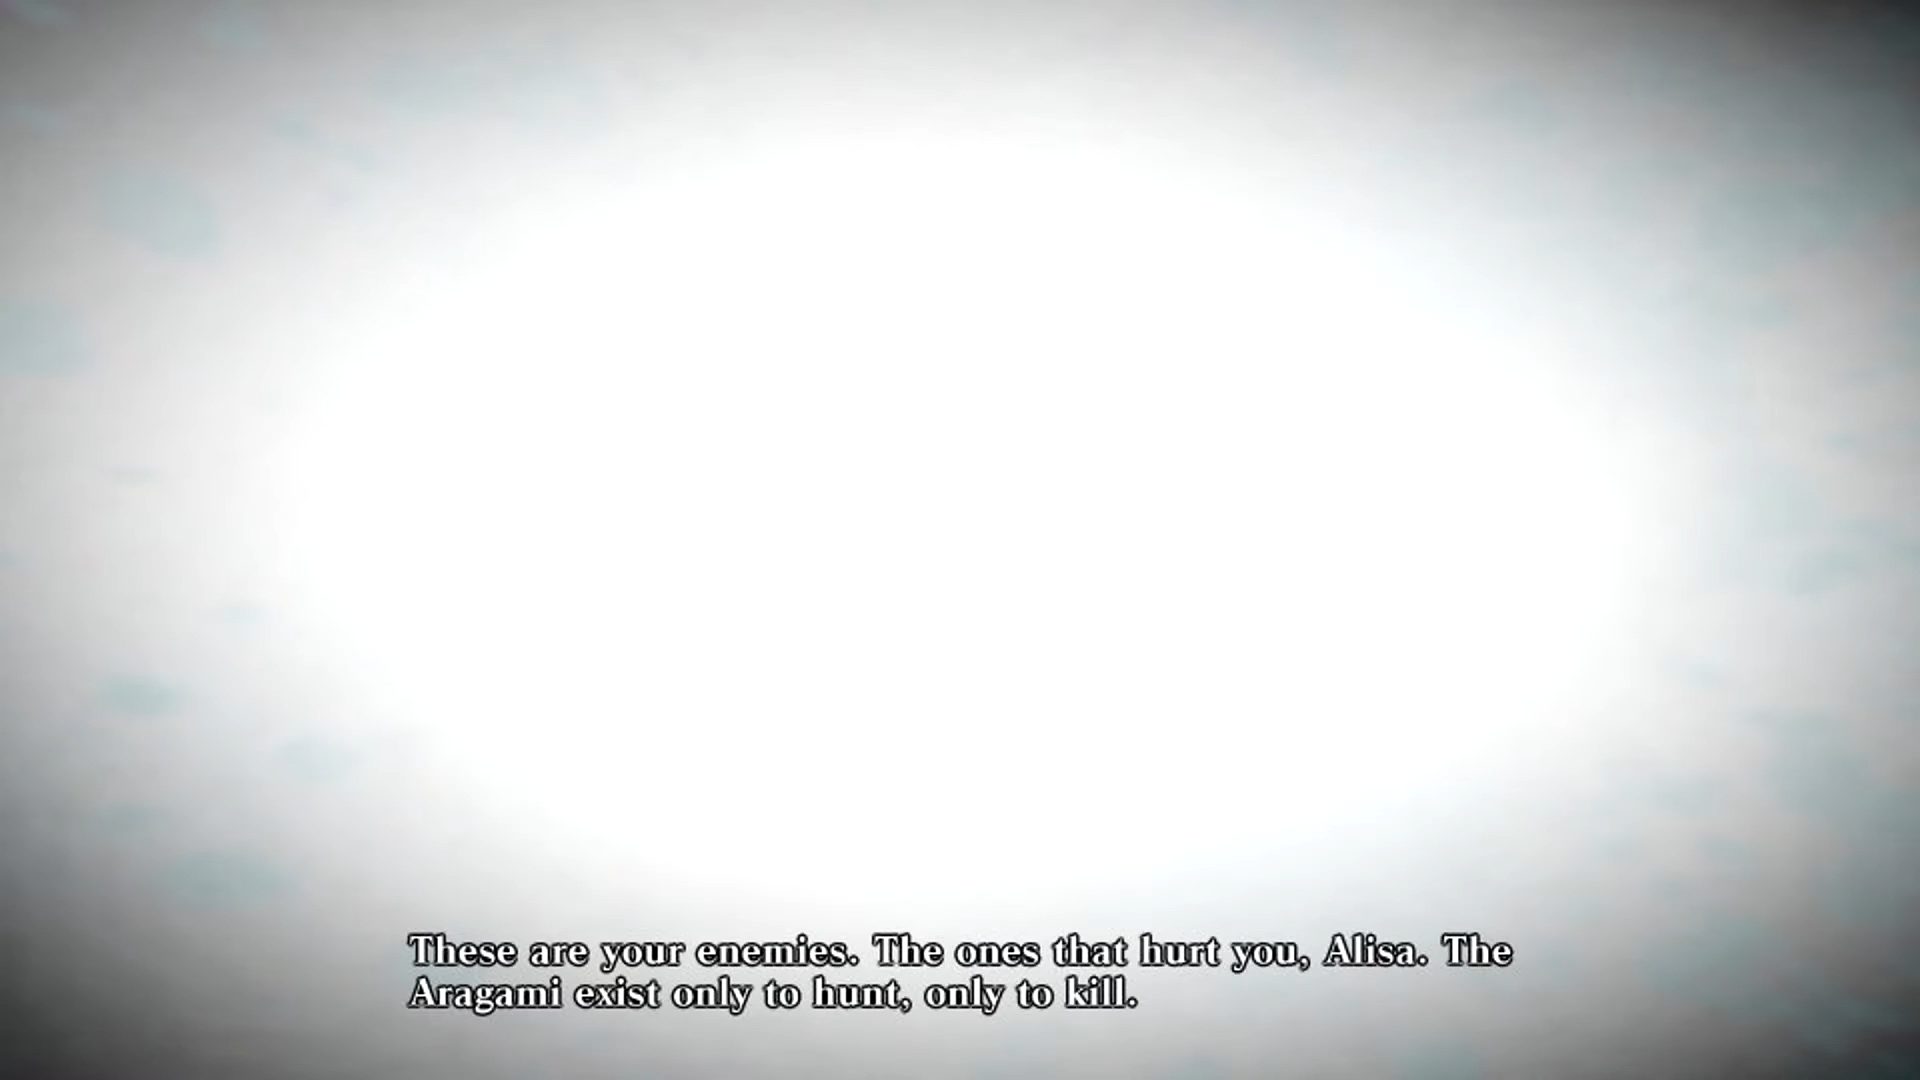 These are your enemies. The ones that hurt you, Alisa. The
Aragami exist only to hunt, only to kill.